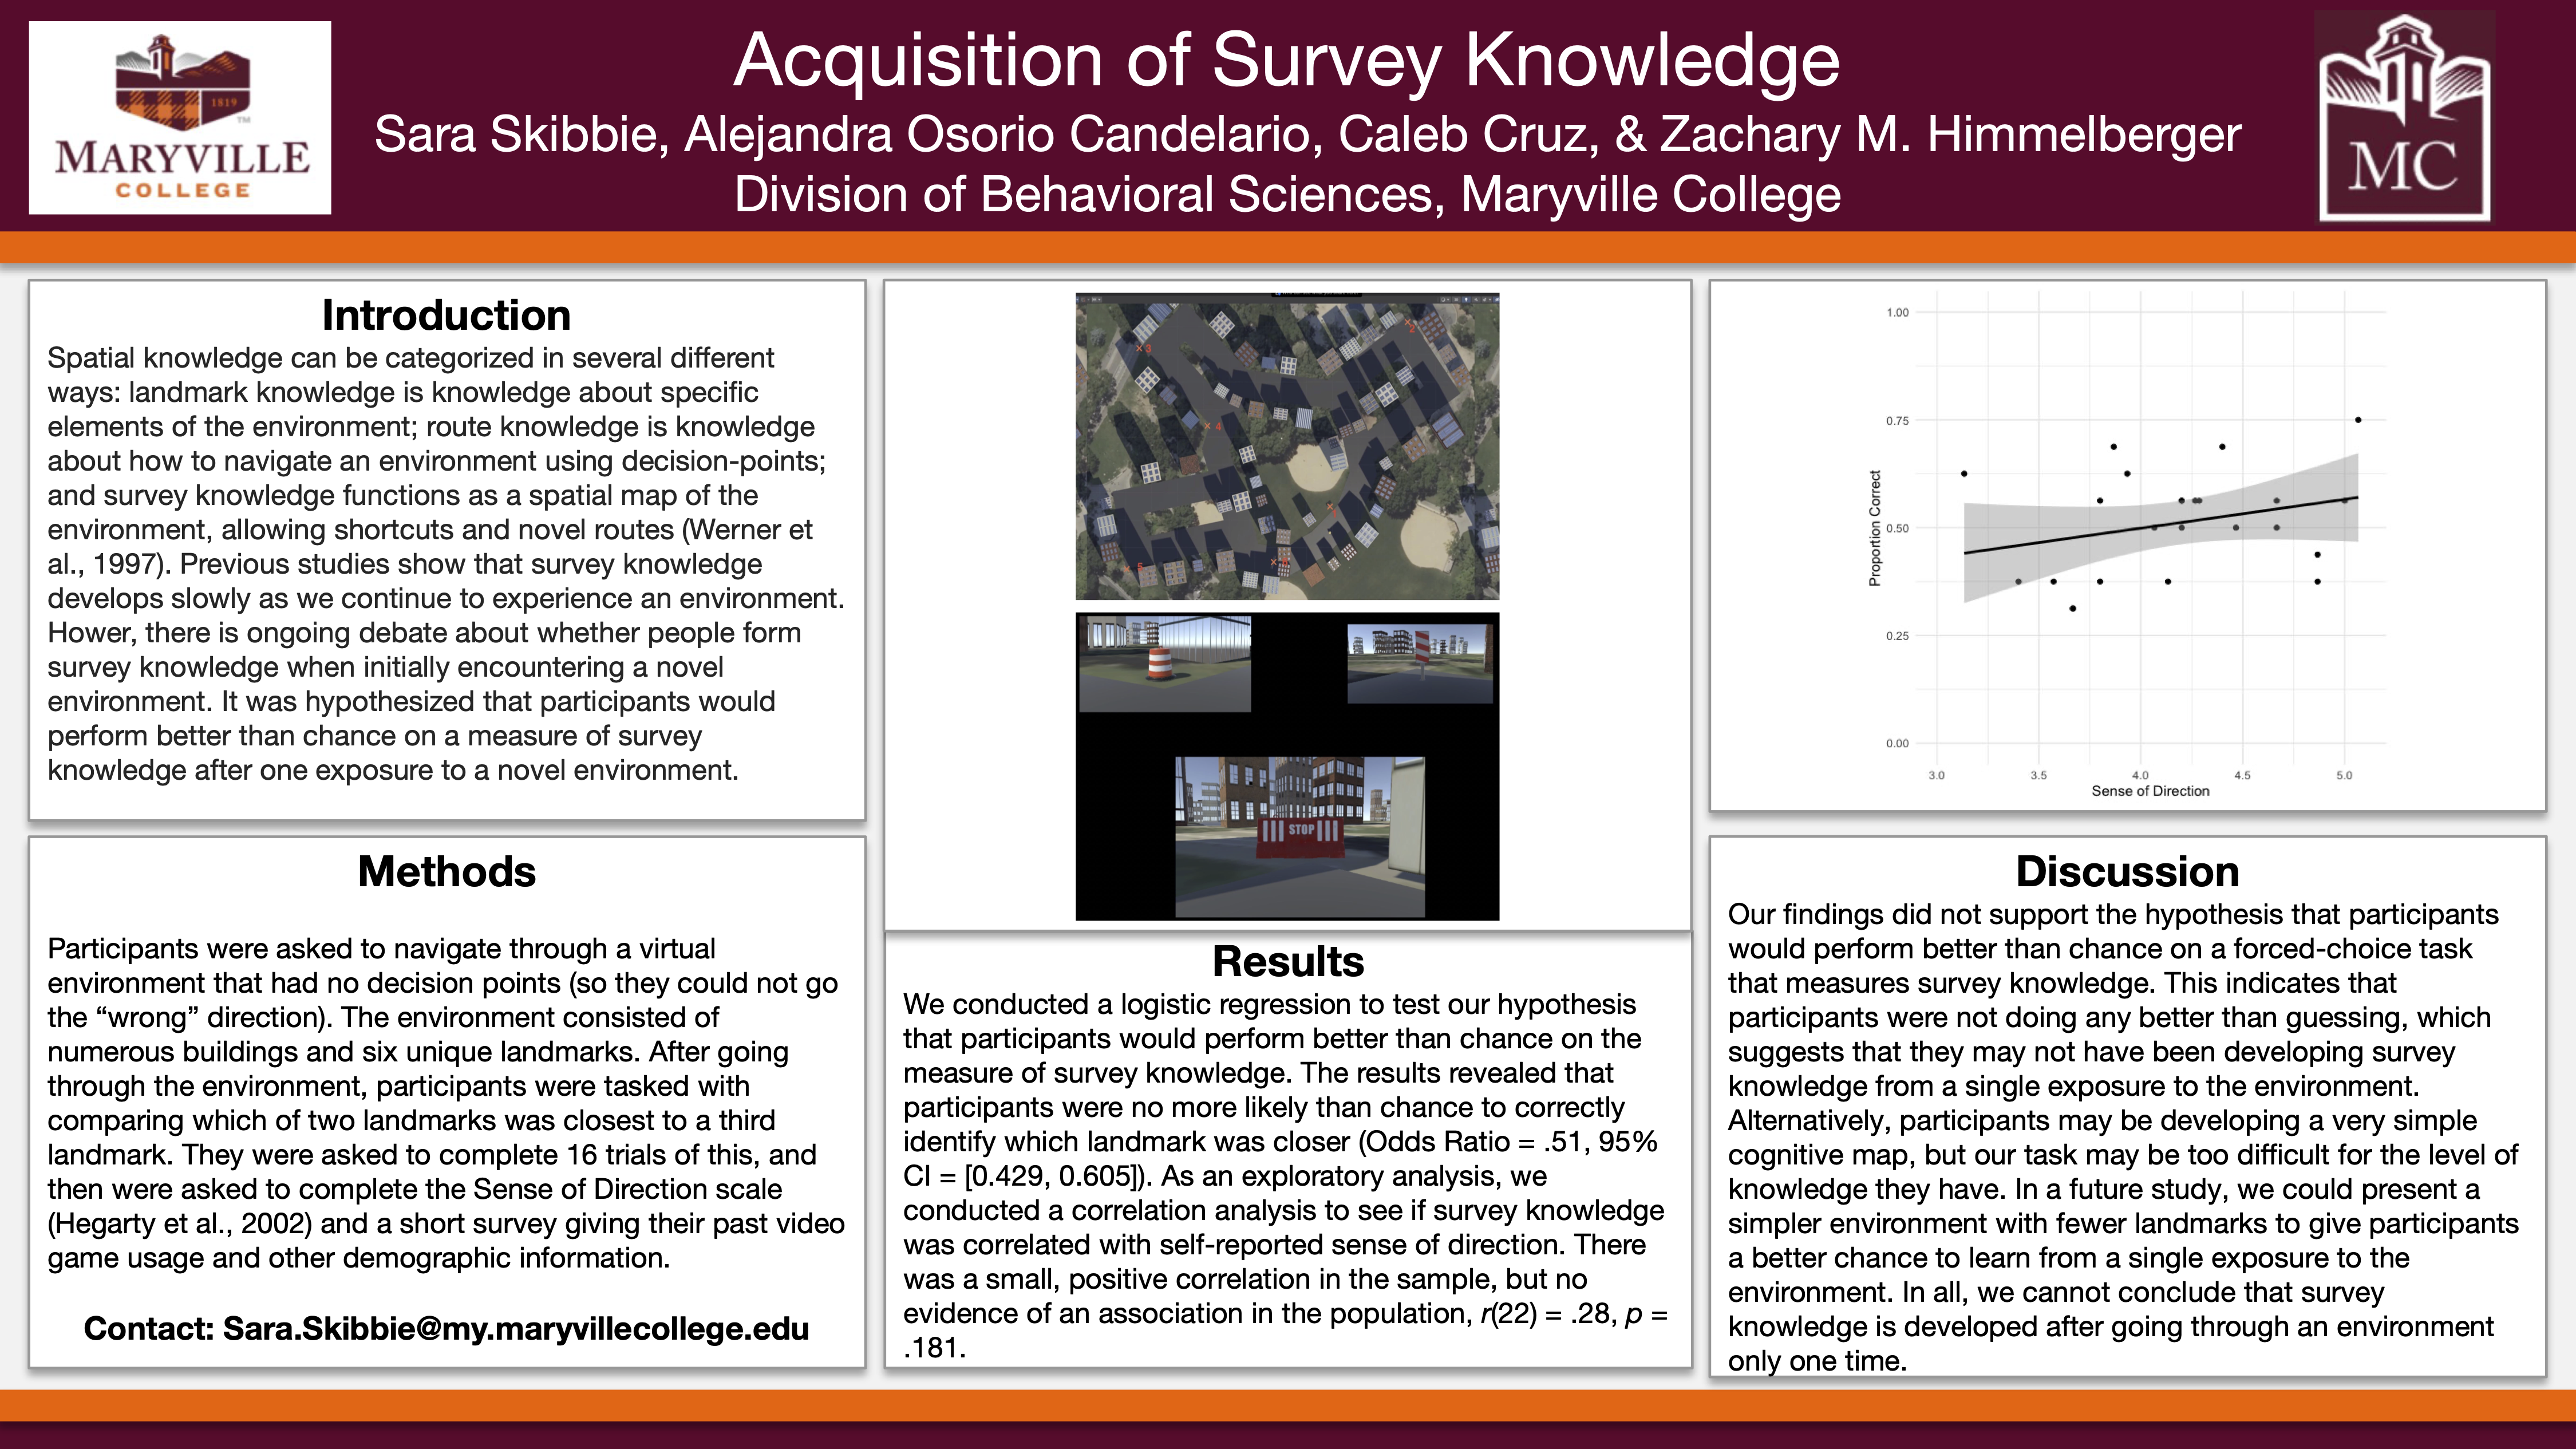 1819
TM
MARYVILLE
COLLEGE
Acquisition of Survey Knowledge
Sara Skibbie, Alejandra Osorio Candelario, Caleb Cruz, & Zachary M. Himmelberger
Division of Behavioral Sciences, Maryville College
MC
Introduction
Spatial knowledge can be categorized in several different
ways: landmark knowledge is knowledge about specific
elements of the environment; route knowledge is knowledge
about how to navigate an environment using decision-points;
and survey knowledge functions as a spatial map of the
environment, allowing shortcuts and novel routes (Werner et
al., 1997). Previous studies show that survey knowledge
develops slowly as we continue to experience an environment.
Hower, there is ongoing debate about whether people form
survey knowledge when initially encountering a novel
environment. It was hypothesized that participants would
perform better than chance on a measure of survey
knowledge after one exposure to a novel environment.
Methods
Participants were asked to navigate through a virtual
environment that had no decision points (so they could not go
the “wrong” direction). The environment consisted of
numerous buildings and six unique landmarks. After going
through the environment, participants were tasked with
comparing which of two landmarks was closest to a third
landmark. They were asked to complete 16 trials of this, and
then were asked to complete the Sense of Direction scale
(Hegarty et al., 2002) and a short survey giving their past video
game usage and other demographic information.
Contact: Sara.Skibbie@my.maryvillecollege.edu
2
3
4
5
STOP
Results
We conducted a logistic regression to test our hypothesis
that participants would perform better than chance on the
measure of survey knowledge. The results revealed that
participants were no more likely than chance to correctly
identify which landmark was closer (Odds Ratio = .51, 95%
CI = [0.429, 0.605]). As an exploratory analysis, we
conducted a correlation analysis to see if survey knowledge
was correlated with self-reported sense of direction. There
was a small, positive correlation in the sample, but no
evidence of an association in the population, r(22) = .28, p =
.181.
1.00
0.75
0.50
0.25
0.00
Proportion Correct
3.0 3.5 4.0 4.5 5.0
Sense of Direction
Discussion
Our findings did not support the hypothesis that participants
would perform better than chance on a forced-choice task
that measures survey knowledge. This indicates that
participants were not doing any better than guessing, which
suggests that they may not have been developing survey
knowledge from a single exposure to the environment.
Alternatively, participants may be developing a very simple
cognitive map, but our task may be too difficult for the level of
knowledge they have. In a future study, we could present a
simpler environment with fewer landmarks to give participants
a better chance to learn from a single exposure to the
environment. In all, we cannot conclude that survey
knowledge is developed after going through an environment
only one time.